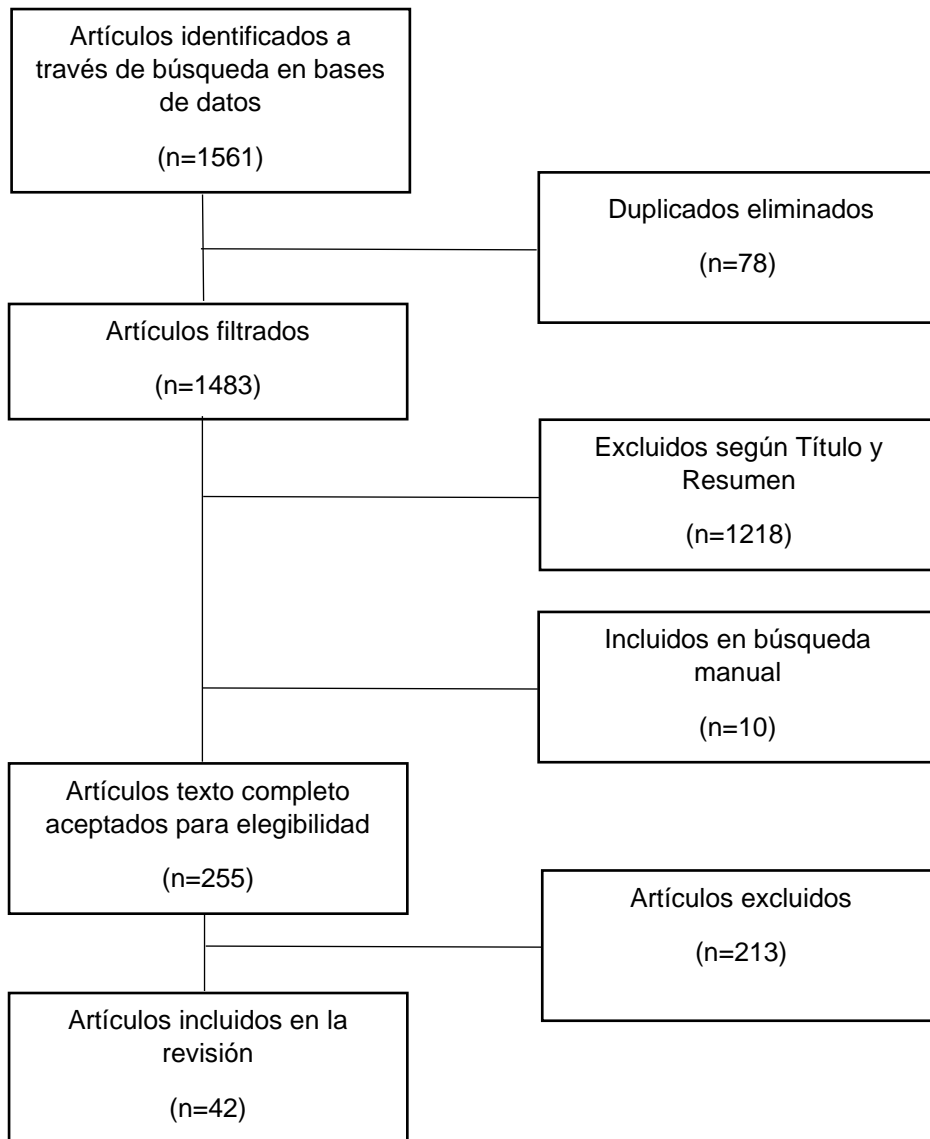 Artículos identificados a
través de búsqueda en bases
de datos
(n=1561)
Duplicados eliminados
(n=78)
Artículos filtrados
(n=1483)
Excluidos según Título y
Resumen
(n=1218)
Incluidos en búsqueda
manual
(n=10)
Artículos texto completo
aceptados para elegibilidad
(n=255)
Artículos excluidos
(n=213)
Artículos incluidos en la
revisión
(n=42)